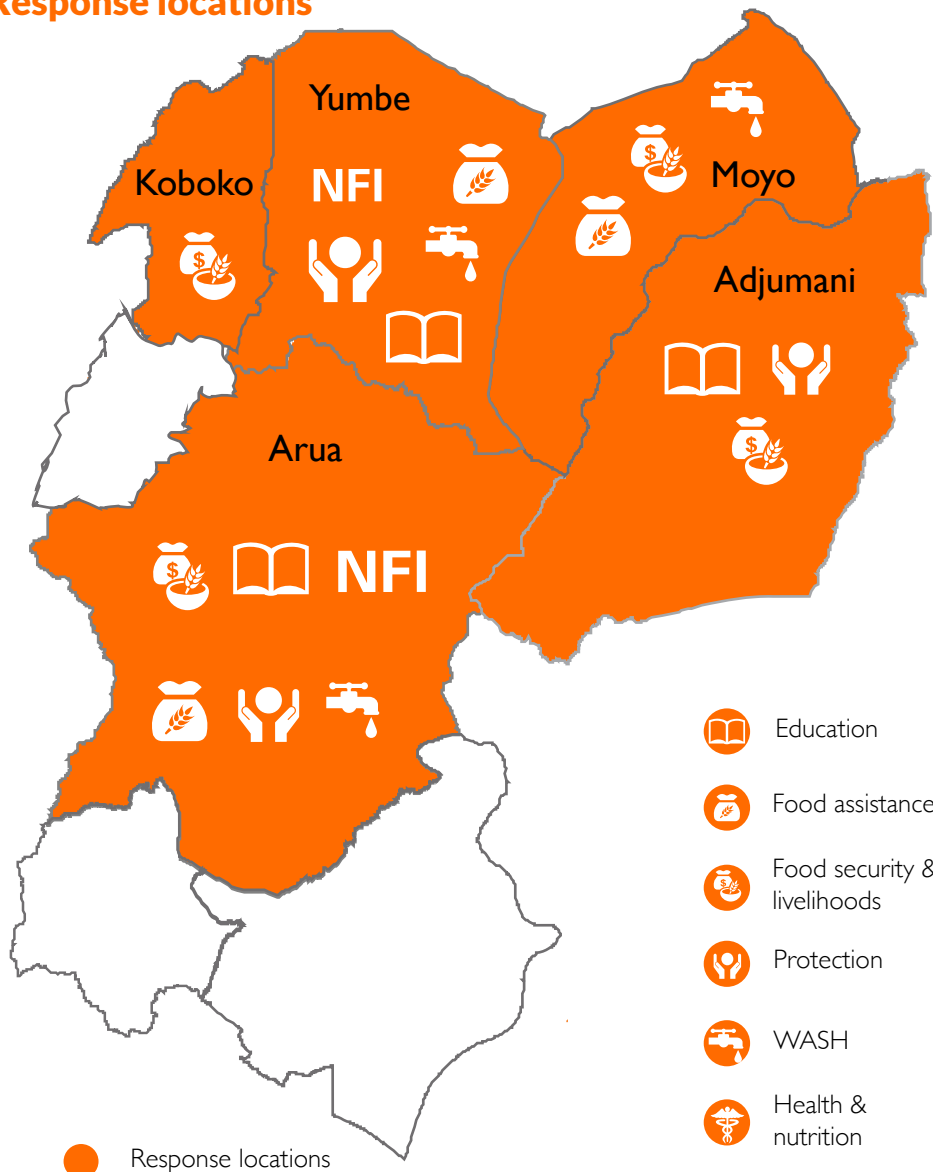 Response locations
Yumbe
Koboko
NFI
Moyo
Adjumani
Arua
NFI
Education
Food assistance
Food security &
livelihoods
Protection
WASH
Health &
nutrition
Response locations